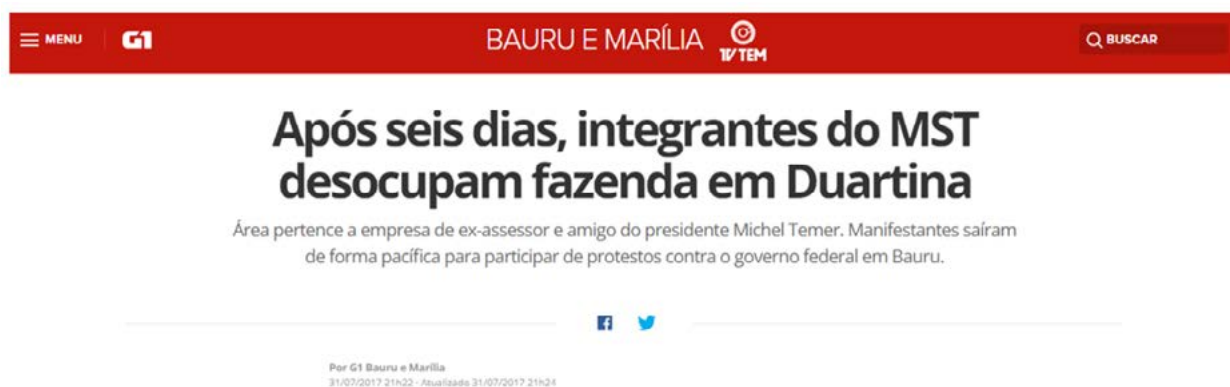 MENU G1 BAURU E MARÍLIA TV TEM BUSCAR
Após seis dias, integrantes do MST
desocupam fazenda em Duartina
Área pertence a empresa de ex-assessor e amigo do presidente Michel Temer. Manifestantes saíram
de forma pacífica para participar de protestos contra o governo federal em Bauru.
Por G1 Bauru e Marília
31/07/2017 21h22 - Atualizado 31/07/2017 21h24